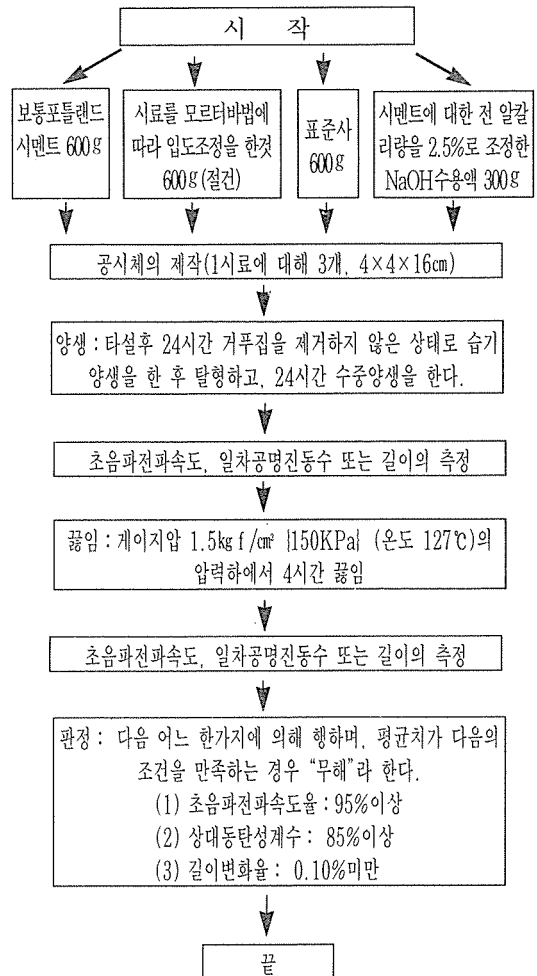 시 작
보통포틀랜드
시멘트 600g
시료를 모르터바법에
따라 입도조정을 한것
600g(절건)
표준사
600g
시멘트에 대한 전 알칼
리량을 2.5%로 조정한
NaOH수용액 300g
공시체의 제작(1시료에 대해 3개, 4×4×16cm)
양생 : 타설후 24시간 거푸집을 제거하지 않은 상태로 습기
양생을 한 후 탈형하고, 24시간 수중양생을 한다.
초음파전파속도, 일차공명진동수 또는 길이의 측정
끓임 : 게이지압 1.5kgf/cm² {150KPa} (온도 127℃)의
압력하에서 4시간 끓임
초음파전파속도, 일차공명진동수 또는 길이의 측정
판정 : 다음 어느 한가지에 의해 행하며, 평균치가 다음의
조건을 만족하는 경우 “무해”라 한다.
(1) 초음파전파속도율 : 95%이상
(2) 상대동탄성계수 : 85%이상
(3) 길이변화율 : 0.10%미만
끝